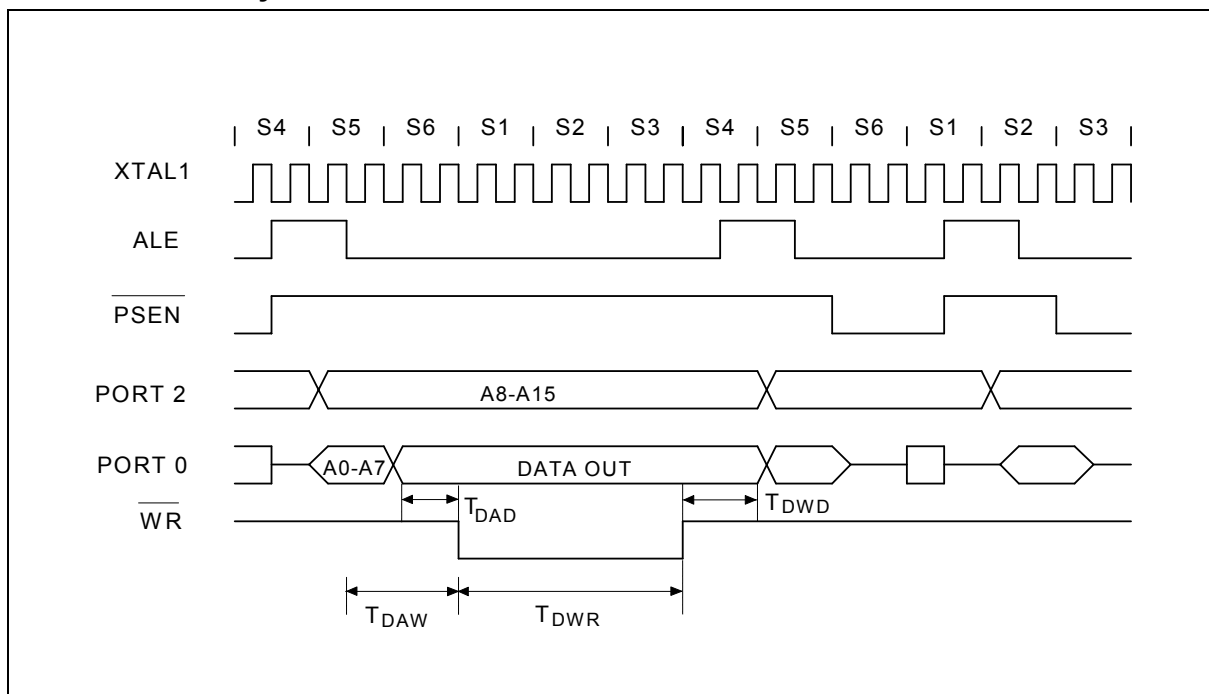 S4 S5 S6 S1 S2 S3 S4 S5 S6 S1 S2 S3
XTAL1
ALE
PSEN
PORT 2 A8-A15
PORT 0 A0-A7 DATA OUT
WR TDAD TDWD
TDAW TDWR